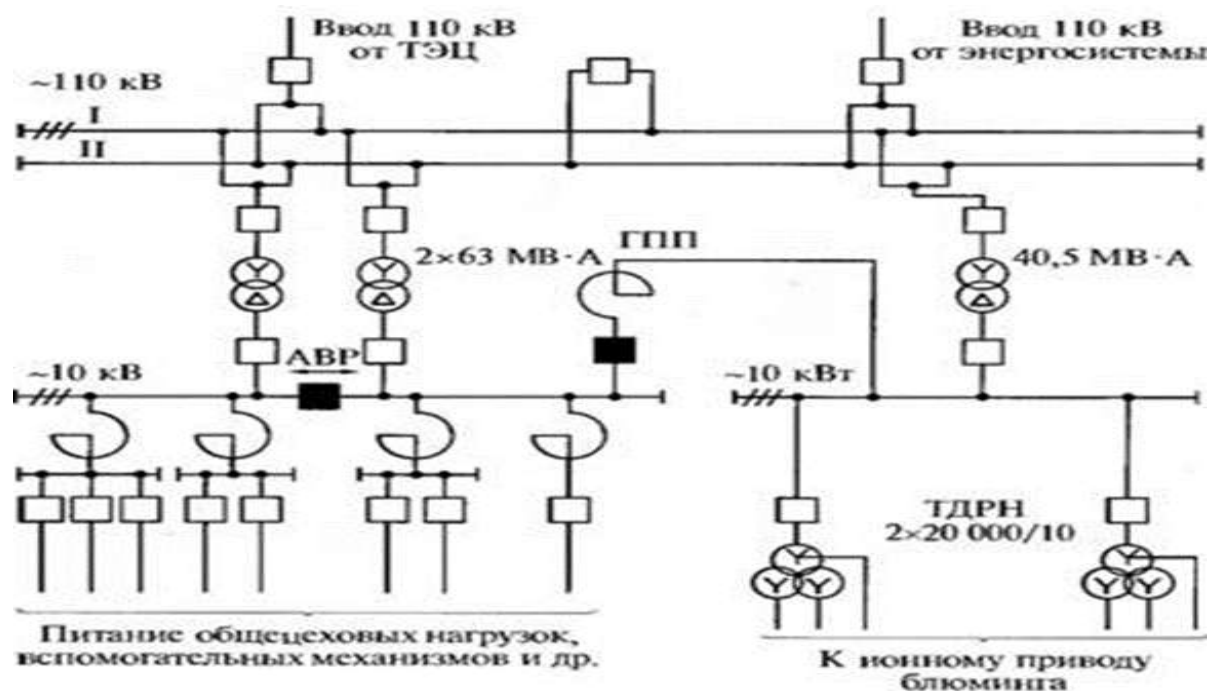 Ввод 110 кВ
от ТЭЦ
Ввод 110 кВ
от энергосистемы
~110 кВ
I
II
2×63 МВ·А
ГПП
40,5 МВ·А
АВР
~10 кВ
~10 кВт
ТДРН
2×20 000/10
Питание общецеховых нагрузок,
вспомогательных механизмов и др.
К ионному приводу
блюминга